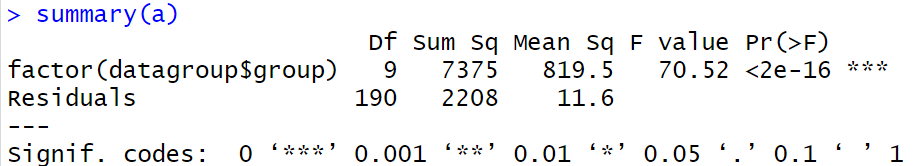 > summary(a)
                        Df Sum Sq Mean Sq F value Pr(>F)
factor(datagroup$group)   9   7375   819.5   70.52 <2e-16 ***
Residuals               190   2208    11.6
---
Signif. codes:  0 ‘***’ 0.001 ‘**’ 0.01 ‘*’ 0.05 ‘.’ 0.1 ‘ ’ 1